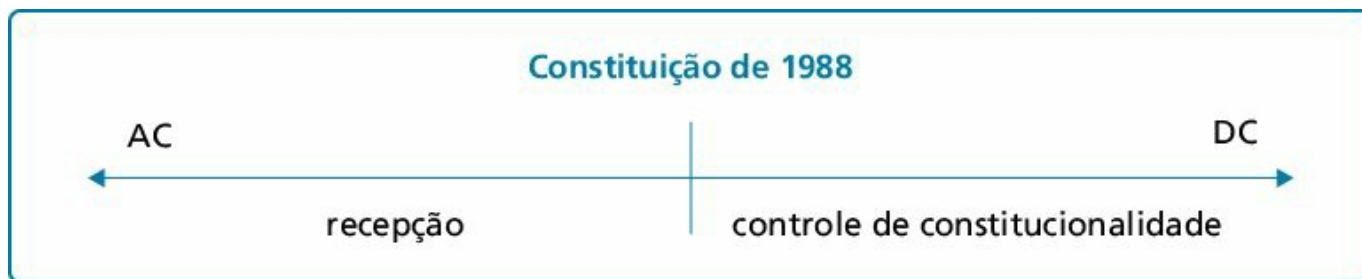 Constituição de 1988
AC DC
recepção controle de constitucionalidade